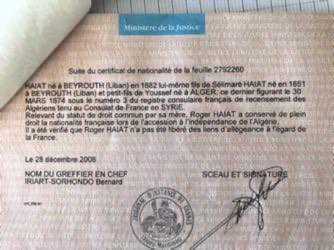 Ministère de la Justice
Suite du certificat de nationalité de la feuille 2792260
HAIAT né à BEYROUTH (Liban) en 1882 lui-même fils de Sélimaré HAIAT né en 1851
à BEYROUTH (Liban) et petit-fils de Youssef né à ALGER, ce dernier figurant le 30
MARS 1874 sous le numéro 3 du registre consulaire français de recensement des
Algériens tenu au Consulat de France en SYRIE.
Relevant du statut de droit commun par sa mère, Roger HAIAT a conservé de plein
droit la nationalité française lors de l'accession à l'indépendance de l'Algérie.
Il a été vérifié que Roger HAIAT n'a pas été libéré des liens d'allégeance à l'égard de
la France.
Le 28 décembre 2006
NOM DU GREFFIER EN CHEF SCEAU ET SIGNATURE
IRIART-SORHONDO Bernard
TRIBUNAL D'INSTANCE DE